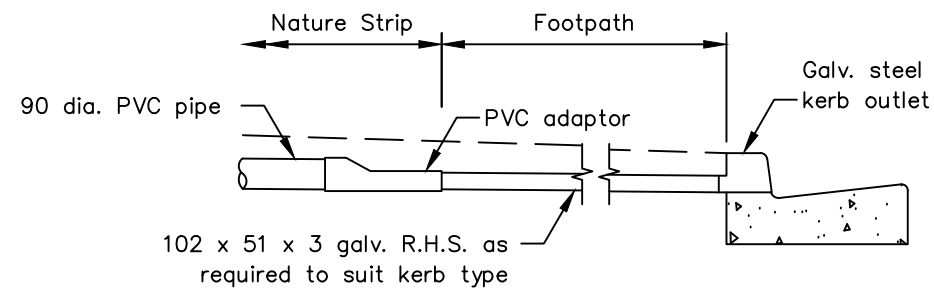 Nature Strip
Footpath
Galv. steel
kerb outlet
90 dia. PVC pipe
PVC adaptor
102 x 51 x 3 galv. R.H.S. as
required to suit kerb type